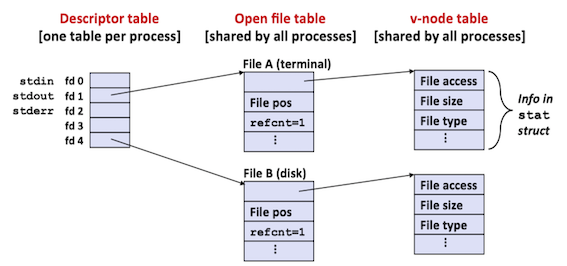 Descriptor table
[one table per process]
Open file table
[shared by all processes]
v-node table
[shared by all processes]
stdin fd 0
stdout fd 1
stderr fd 2
fd 3
fd 4
File A (terminal)
File pos
refcnt=1
⋮
File access
File size
File type
⋮
Info in
stat
struct
File B (disk)
File pos
refcnt=1
⋮
File access
File size
File type
⋮